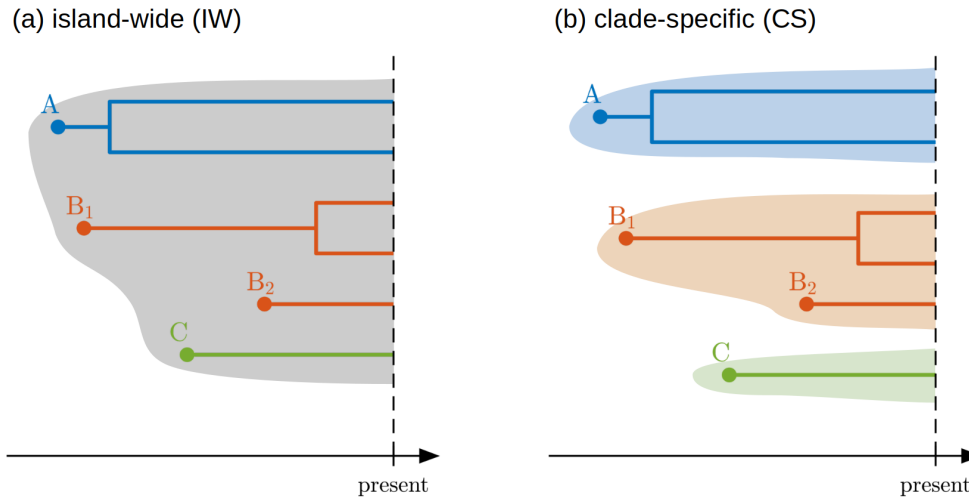 (a) island-wide (IW)
A
B₁
B₂
C
present
(b) clade-specific (CS)
A
B₁
B₂
C
present